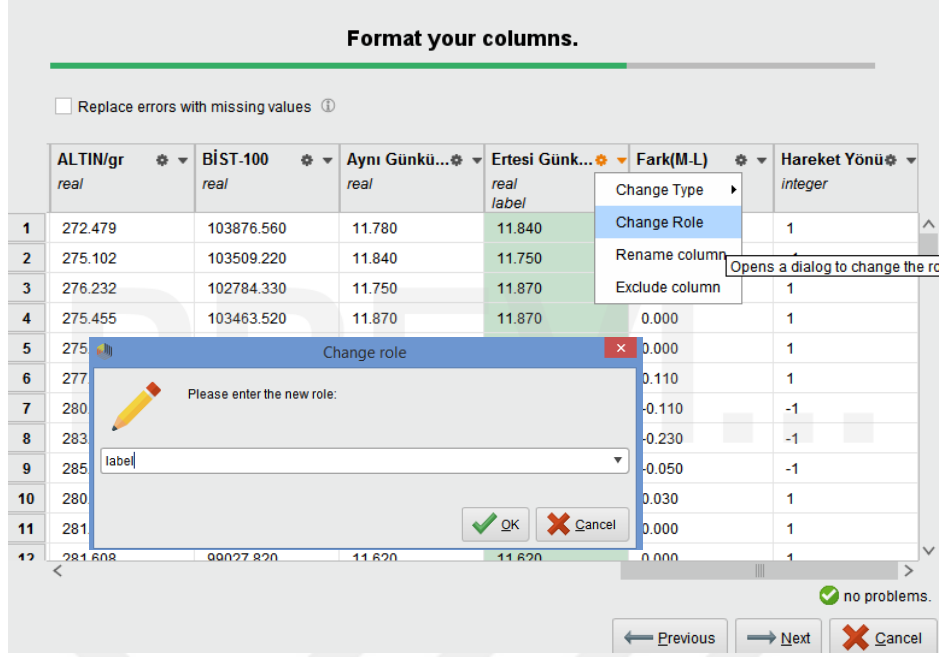 Format your columns.
Replace errors with missing values
ALTIN/gr BİST-100 Aynı Günkü... Ertesi Günk... Fark(M-L) Hareket Yönü
real real real real integer
label
Change Type
Change Role
Rename column
Exclude column
Opens a dialog to change the
1 272.479 103876.560 11.780 11.840 1
2 275.102 103509.220 11.840 11.750
3 276.232 102784.330 11.750 11.870 1
4 275.455 103463.520 11.870 11.870 0.000 1
5 275. 0.000 1
6 277. 0.110 1
7 280. -0.110 -1
8 283. -0.230 -1
9 285. -0.050 -1
10 280. 0.030 1
11 281. 0.000 1
12 281.608 99027.820 11.620 11.620 0.000 1
Change role
Please enter the new role:
label
OK Cancel
no problems.
Previous Next Cancel